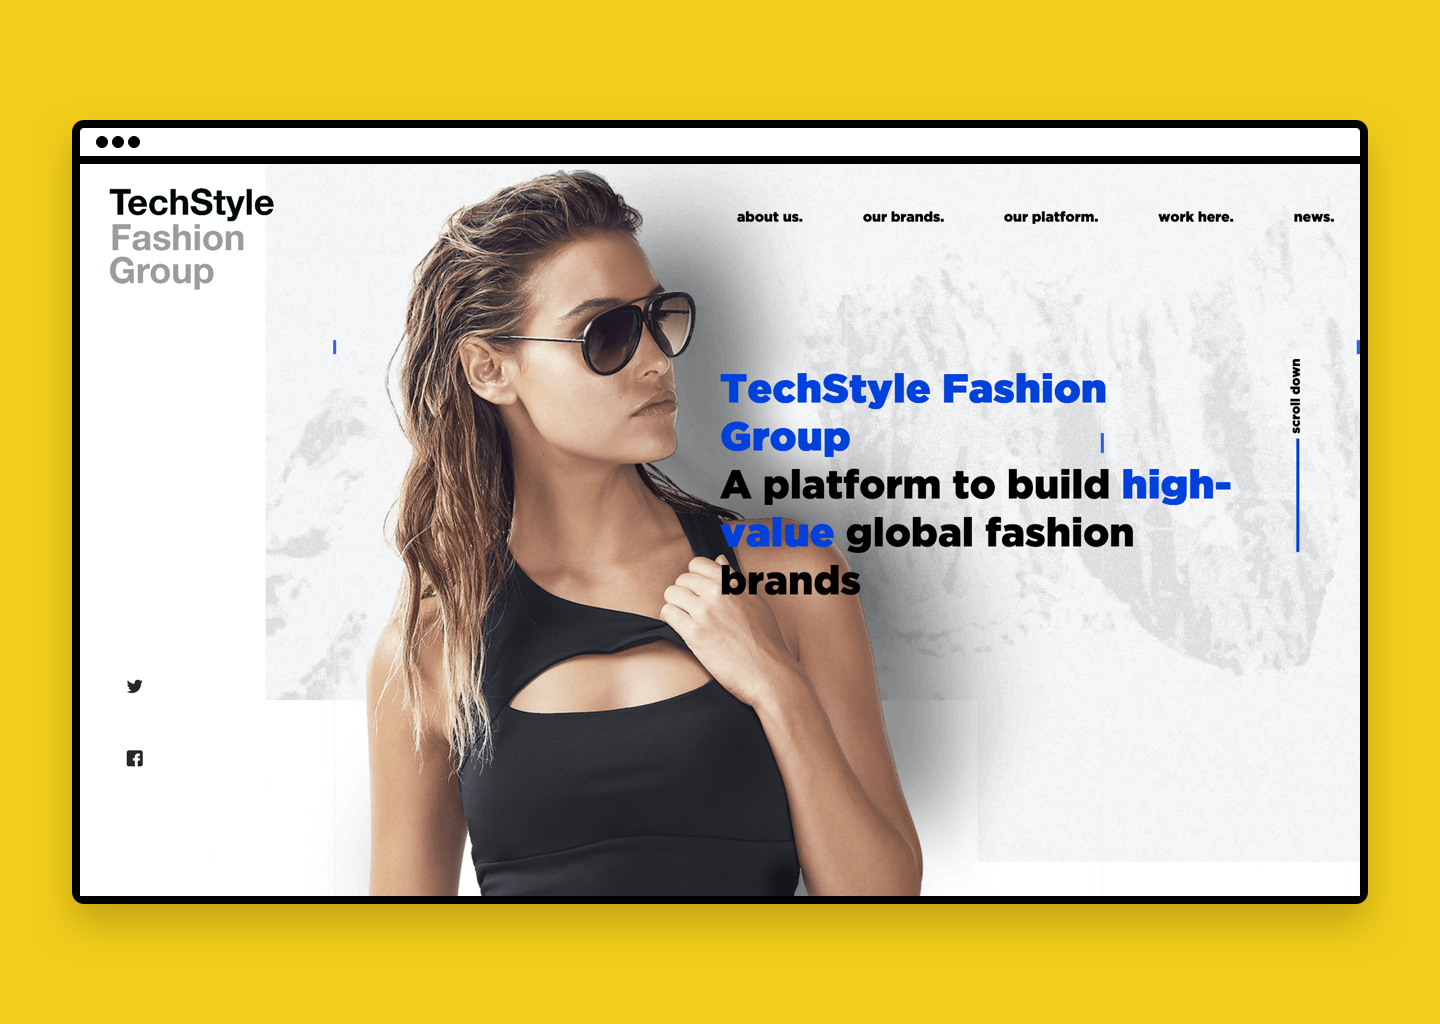 TechStyle
Fashion
Group
about us. our brands. our platform. work here. news.
TechStyle Fashion
Group
A platform to build high-
value global fashion
brands
scroll down